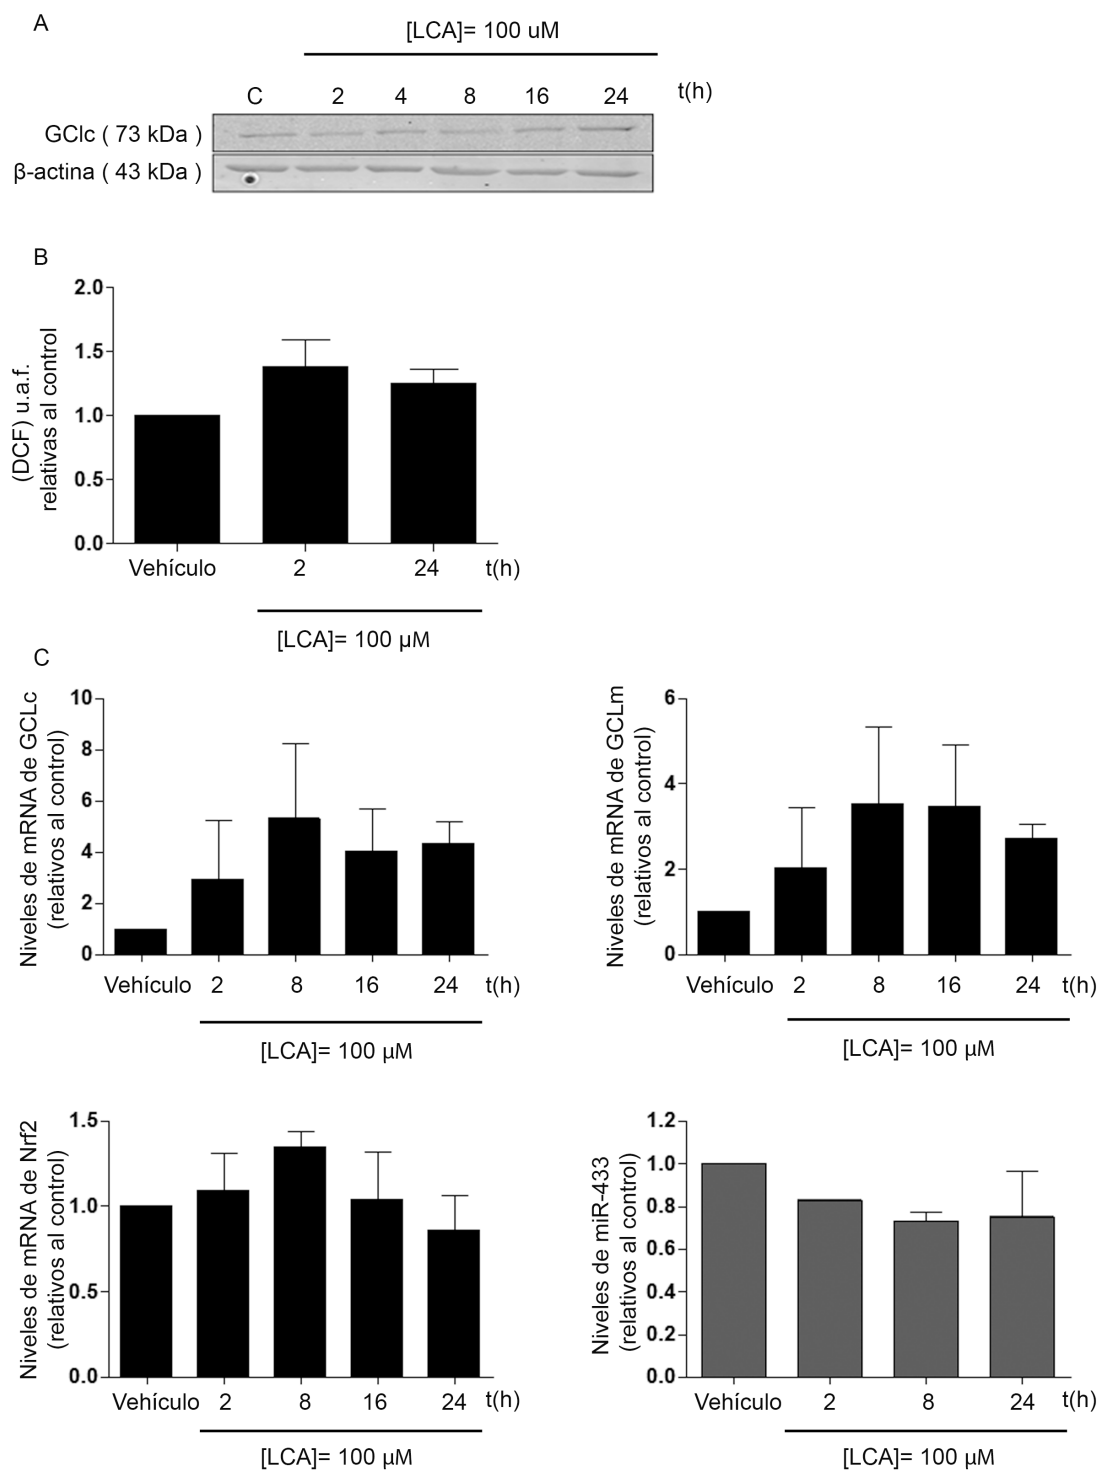 A
[LCA]= 100 uM
C 2 4 8 16 24 t(h)
GClc ( 73 kDa )
β-actina ( 43 kDa )
B
(DCF) u.a.f.
relativas al control
2.0
1.5
1.0
0.5
0.0
Vehículo 2 24 t(h)
[LCA]= 100 µM
C
Niveles de mRNA de GCLc
(relativos al control)
10
8
6
4
2
0
Vehículo 2 8 16 24 t(h)
[LCA]= 100 µM
Niveles de mRNA de GCLm
(relativos al control)
6
4
2
0
Vehículo 2 8 16 24 t(h)
[LCA]= 100 µM
Niveles de mRNA de Nrf2
(relativos al control)
1.5
1.0
0.5
0.0
Vehículo 2 8 16 24 t(h)
[LCA]= 100 µM
Niveles de miR-433
(relativos al control)
1.2
1.0
0.8
0.6
0.4
0.2
0.0
Vehículo 2 8 24 t(h)
[LCA]= 100 µM